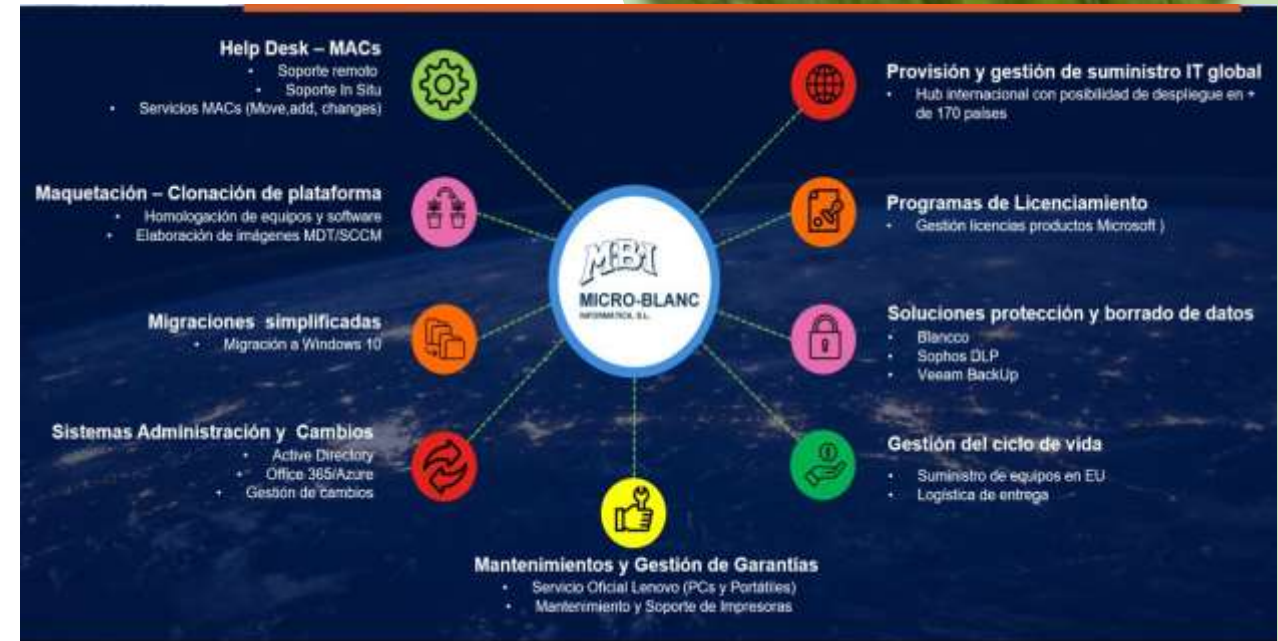 Help Desk – MACs
• Soporte remoto
• Soporte In Situ
• Servicios MACs (Move,add, changes)
Maquetación – Clonación de plataforma
• Homologación de equipos y software
• Elaboración de imágenes MDT/SCCM
Migraciones simplificadas
• Migración a Windows 10
Sistemas Administración y Cambios
• Active Directory
• Office 365/Azure
• Gestión de cambios
MBI
MICRO-BLANC
INFORMATICA, S.L.
Mantenimientos y Gestión de Garantías
• Servicio Oficial Lenovo (PCs y Portátiles)
• Mantenimiento y Soporte de Impresoras
Provisión y gestión de suministro IT global
• Hub internacional con posibilidad de despliegue en +
de 170 países
Programas de Licenciamiento
• Gestión licencias productos Microsoft )
Soluciones protección y borrado de datos
• Blancco
• Sophos DLP
• Veeam BackUp
Gestión del ciclo de vida
• Suministro de equipos en EU
• Logística de entrega